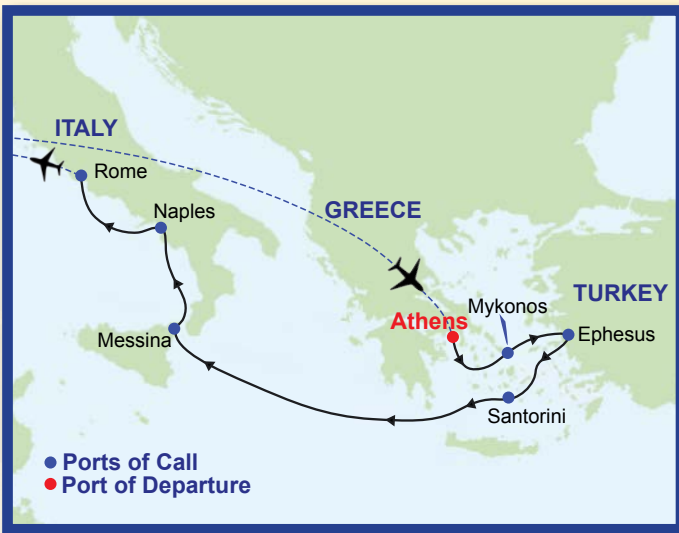 ITALY
Rome
Naples
GREECE
TURKEY
Mykonos
Athens
Ephesus
Messina
Santorini
Ports of Call
Port of Departure